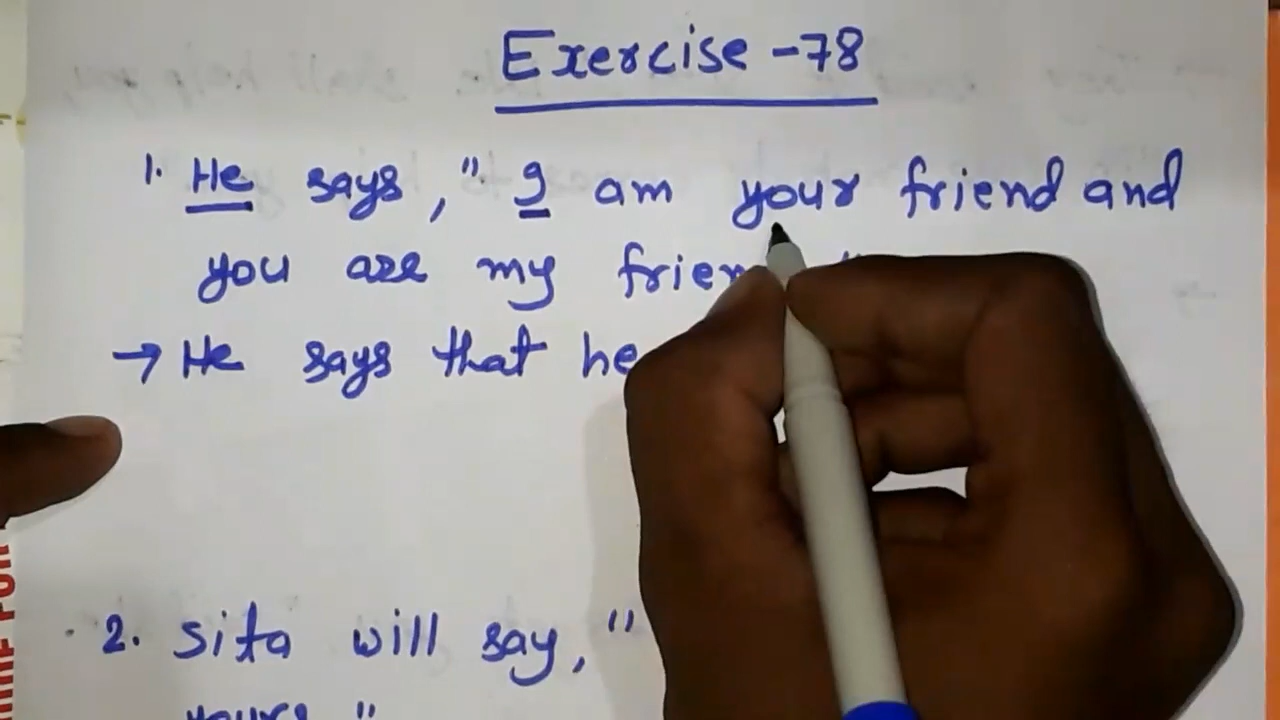 Exercise -78
1. He says, " I am your friend and
you are my
→ He says that he
2. Sita will say, "
yours "